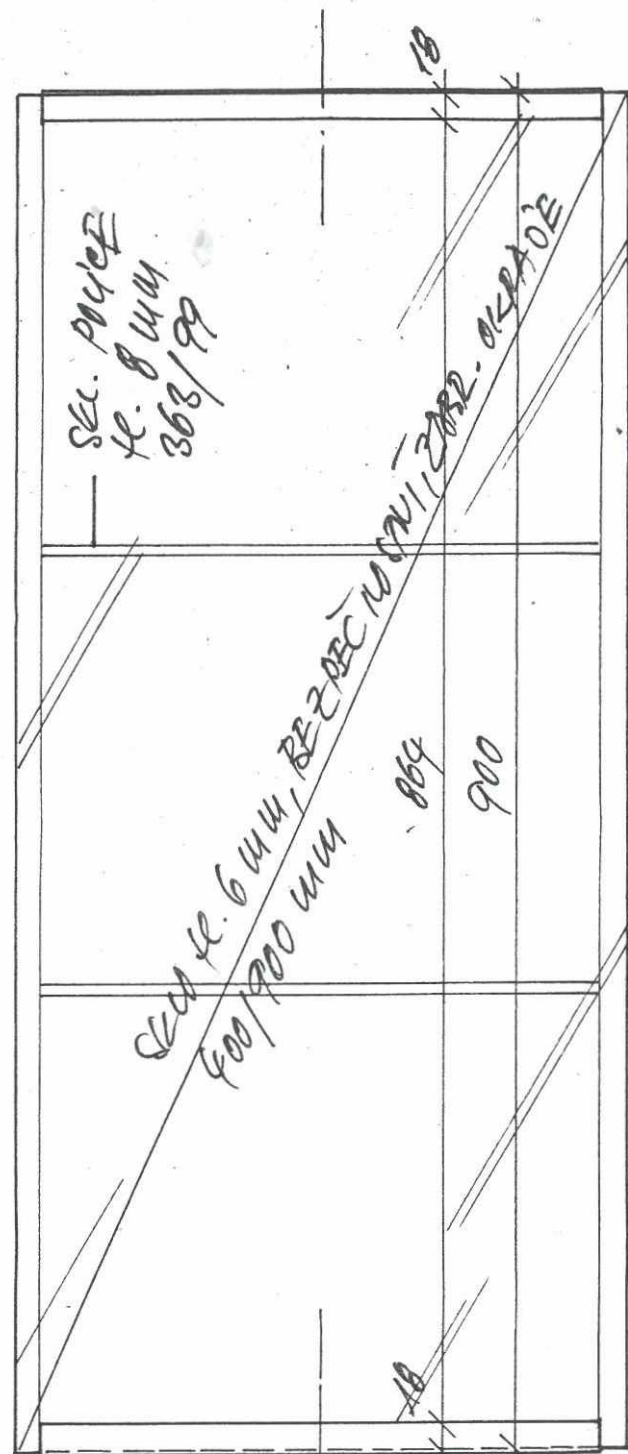 SKL. POLICE
tl. 8 mm
363/199
SKLO tl. 6 mm, BEZPEČNOSTNÍ, ZABR. OKRAJE
400/900 mm
18
864
900
18